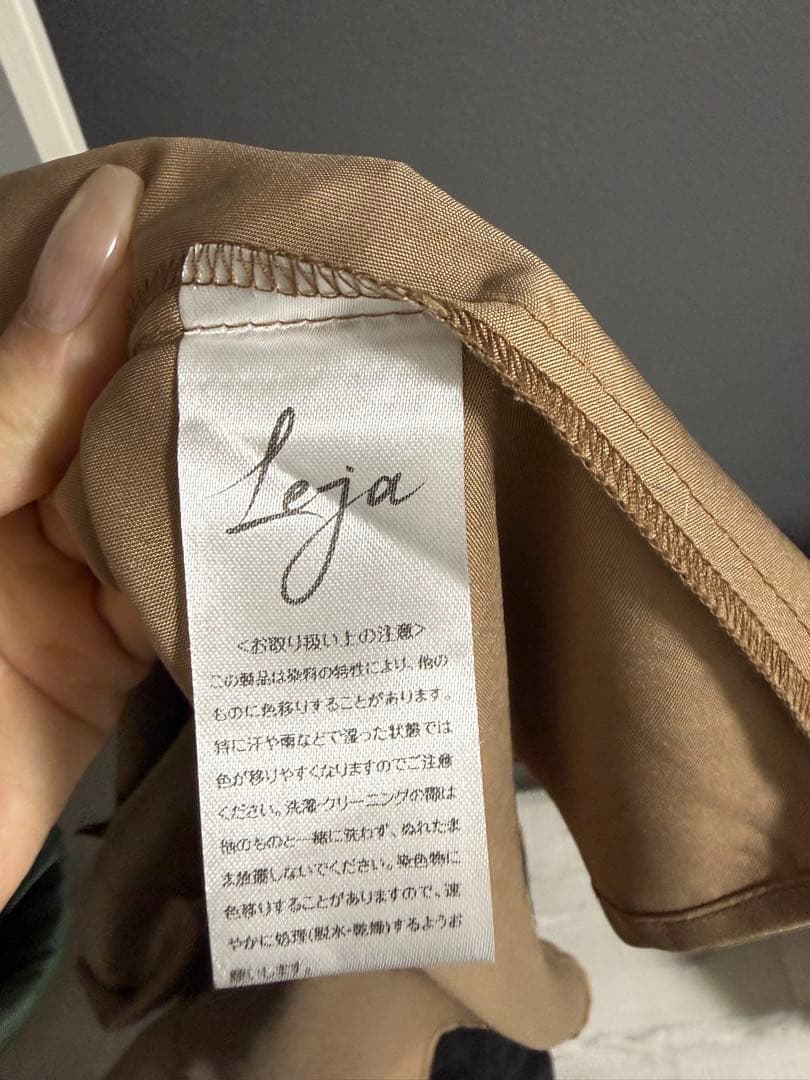 Leja
<お取り扱い上の注意>
この製品は染料の特性により、他の
ものに色移りすることがあります。
特に汗や雨などで湿った状態では
色が移りやすくなりますのでご注意
ください。洗濯・クリーニングの際は
他のものと一緒に洗わず、ぬれたま
ま放置しないでください。染色物に
色移りすることがありますので、速
やかに処理(脱水・乾燥)するようお
願いします。